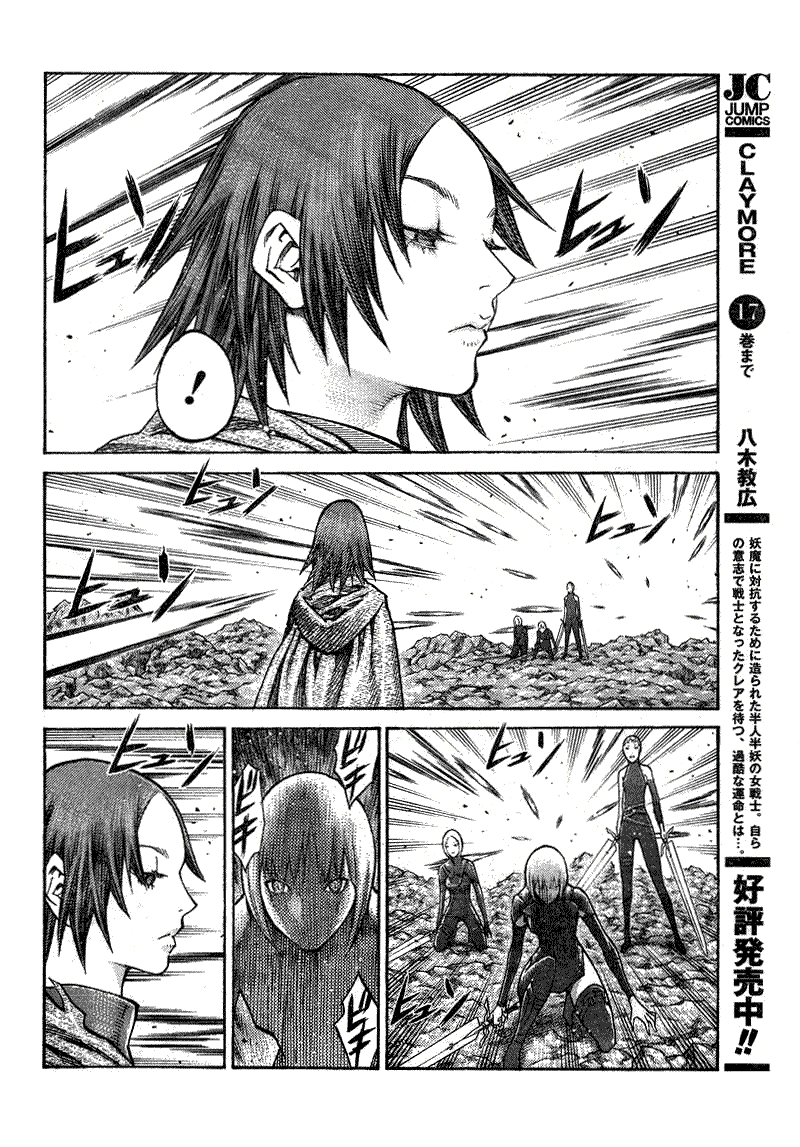 JC
JUMP
COMICS
CLAYMORE
17
巻まで
八木教広
妖魔に対抗するために造られた半人半妖の女戦士。自ら
の意志で戦士となったクレアを待つ、過酷な運命とは…。
好評発売中!!
ヒュン
ヒュン
ヒュン
!
ヒュン
ヒュン
ヒュン
ヒュン
ヒュン
ビキ
ビキ
ビキ
ヒュン